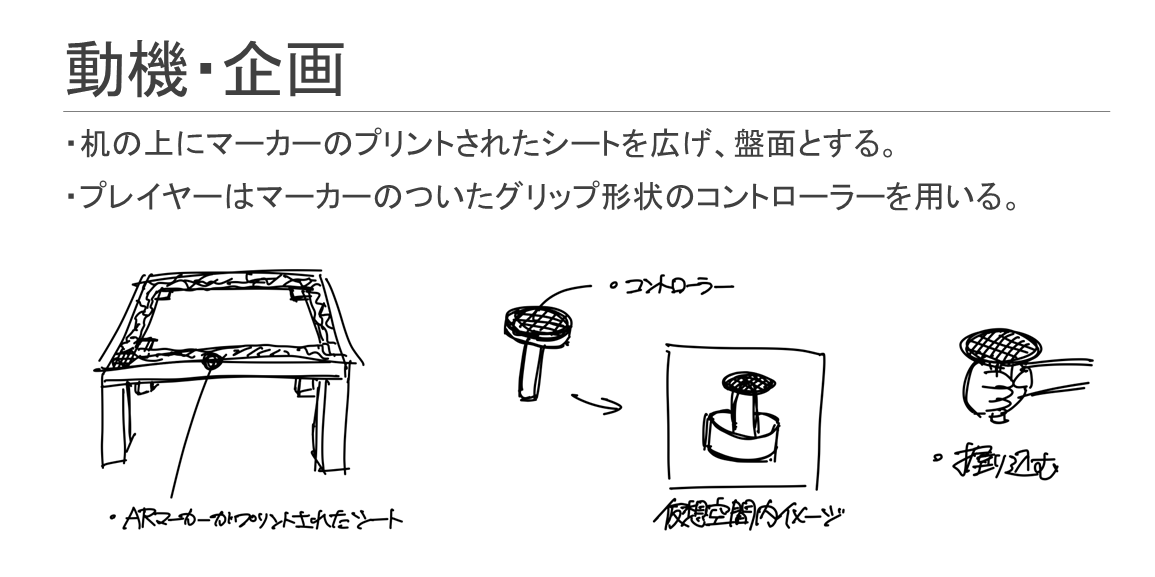 動機・企画
・机の上にマーカーのプリントされたシートを広げ、盤面とする。
・プレイヤーはマーカーのついたグリップ形状のコントローラーを用いる。
・コントローラー
・握り込む
・ARマーカーがプリントされたシート
仮想空間内イメージ